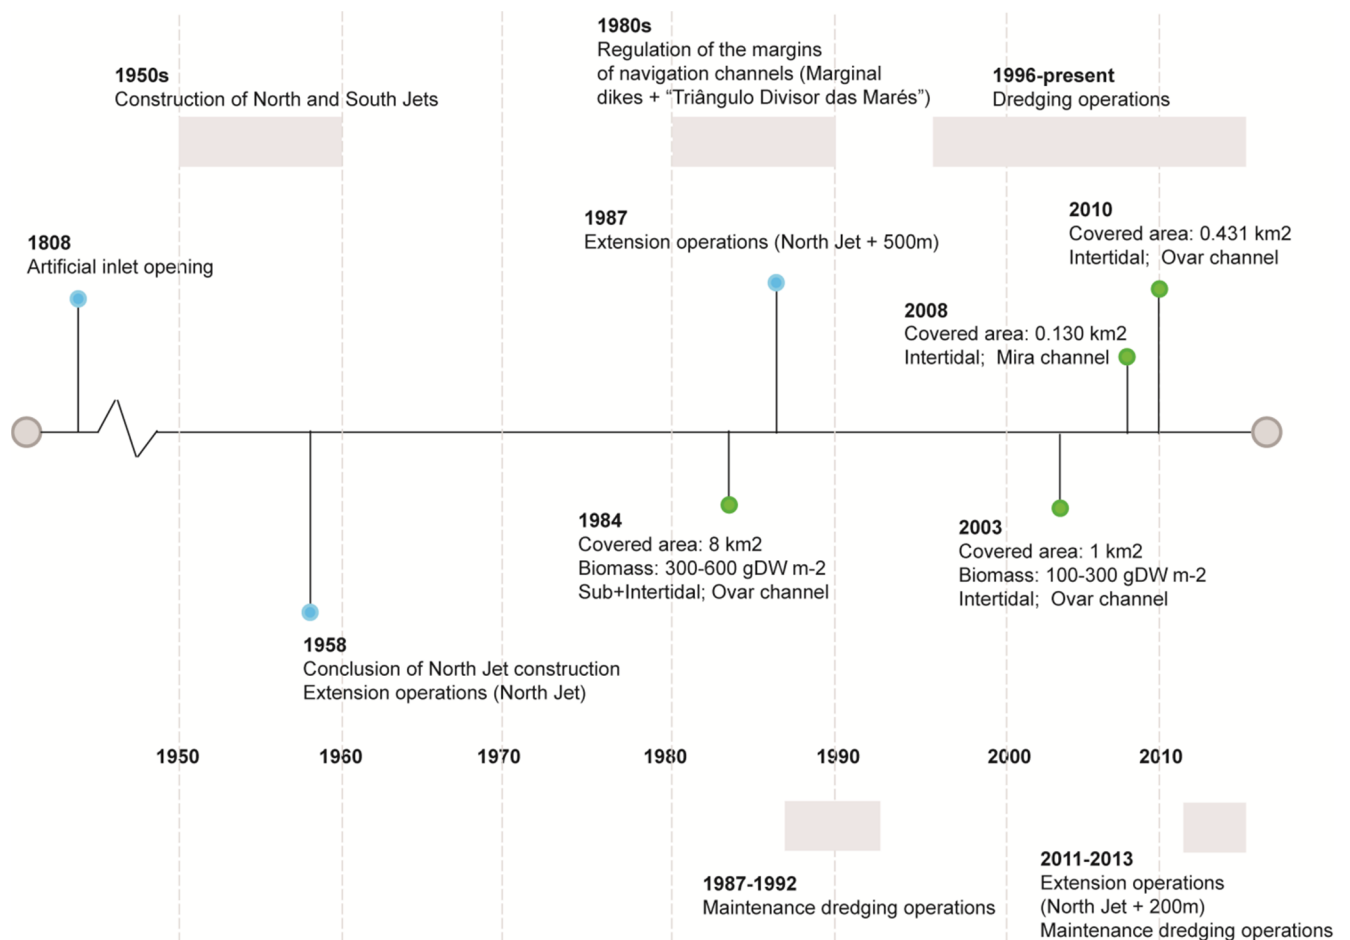 1980s
Regulation of the margins
of navigation channels (Marginal
dikes + “Triângulo Divisor das Marés”)
1950s
Construction of North and South Jets
1996-present
Dredging operations
1808
Artificial inlet opening
1987
Extension operations (North Jet + 500m)
2010
Covered area: 0.431 km2
Intertidal;  Ovar channel
2008
Covered area: 0.130 km2
Intertidal;  Mira channel
1984
Covered area: 8 km2
Biomass: 300-600 gDW m-2
Sub+Intertidal; Ovar channel
2003
Covered area: 1 km2
Biomass: 100-300 gDW m-2
Intertidal;  Ovar channel
1958
Conclusion of North Jet construction
Extension operations (North Jet)
1950 1960 1970 1980 1990 2000 2010
1987-1992
Maintenance dredging operations
2011-2013
Extension operations
(North Jet + 200m)
Maintenance dredging operations